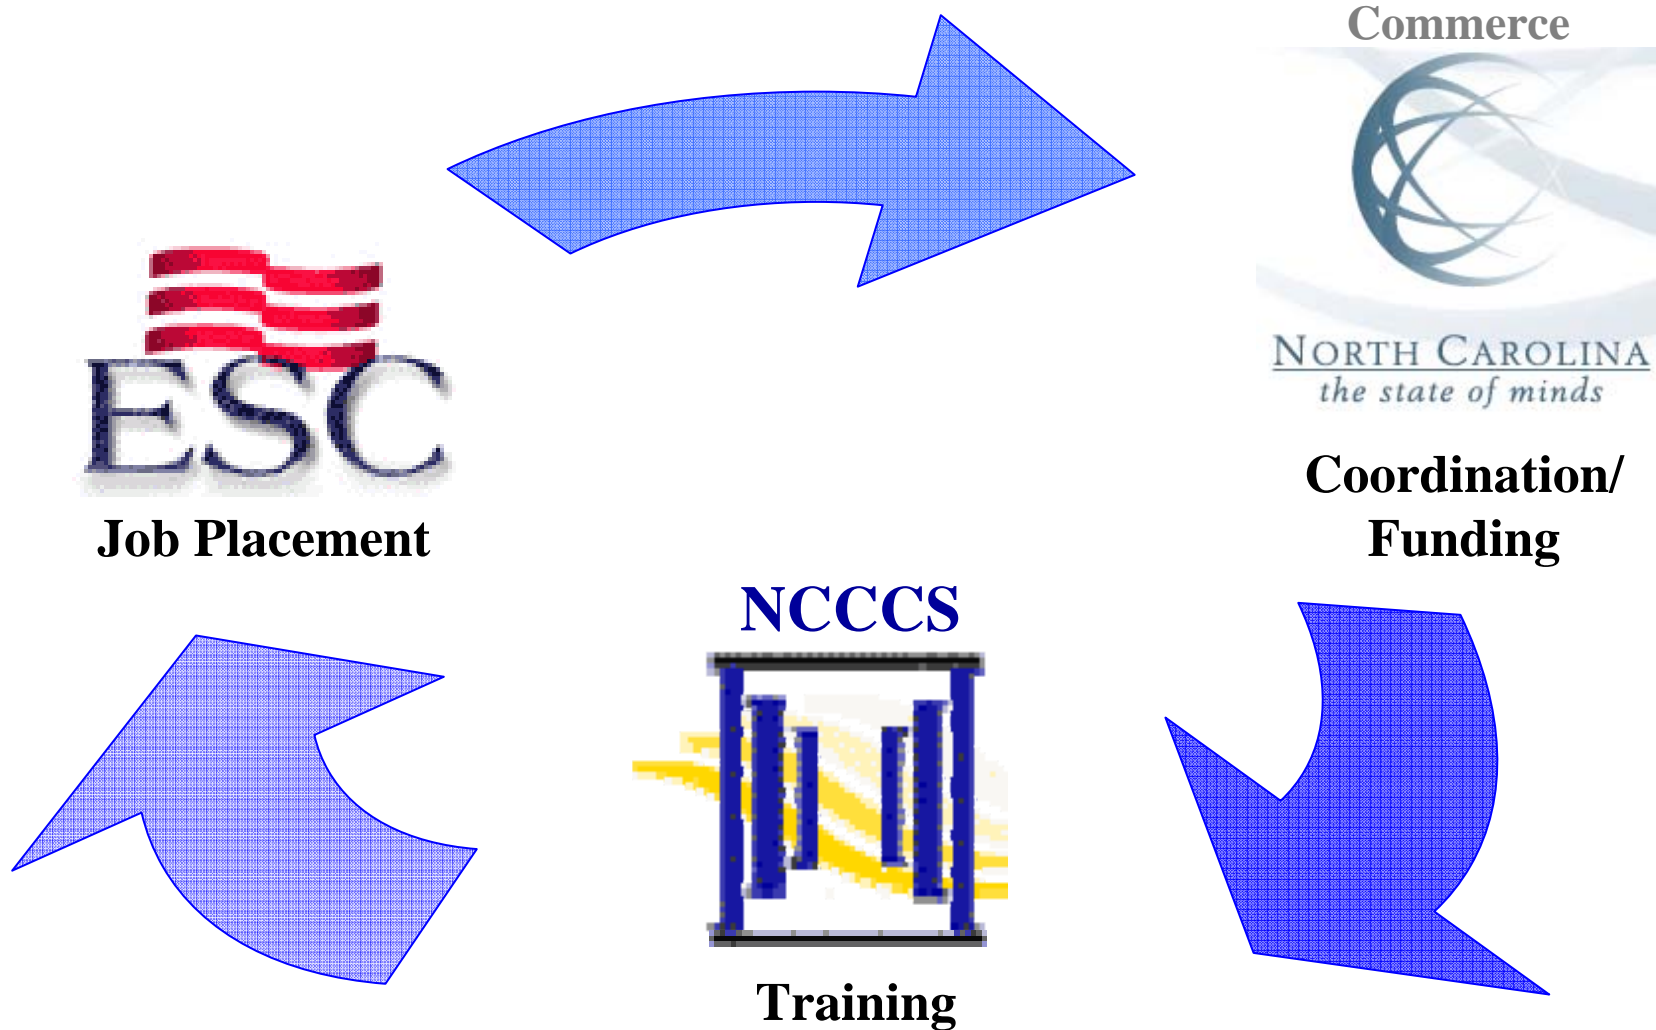 Commerce
NORTH CAROLINA
the state of minds
Coordination/
Funding
ESC
Job Placement
NCCCS
Training